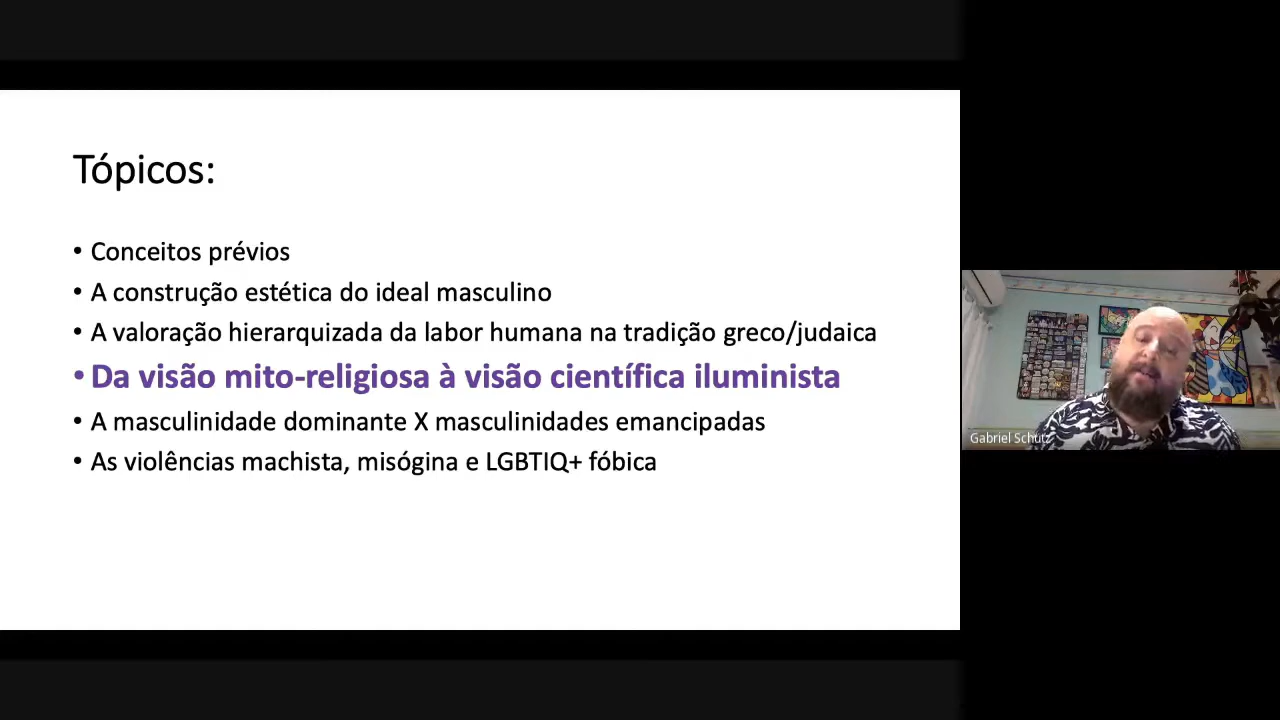 Tópicos:
• Conceitos prévios
• A construção estética do ideal masculino
• A valoração hierarquizada da labor humana na tradição greco/judaica
• Da visão mito-religiosa à visão científica iluminista
• A masculinidade dominante X masculinidades emancipadas
• As violências machista, misógina e LGBTIQ+ fóbica
Gabriel Schütz